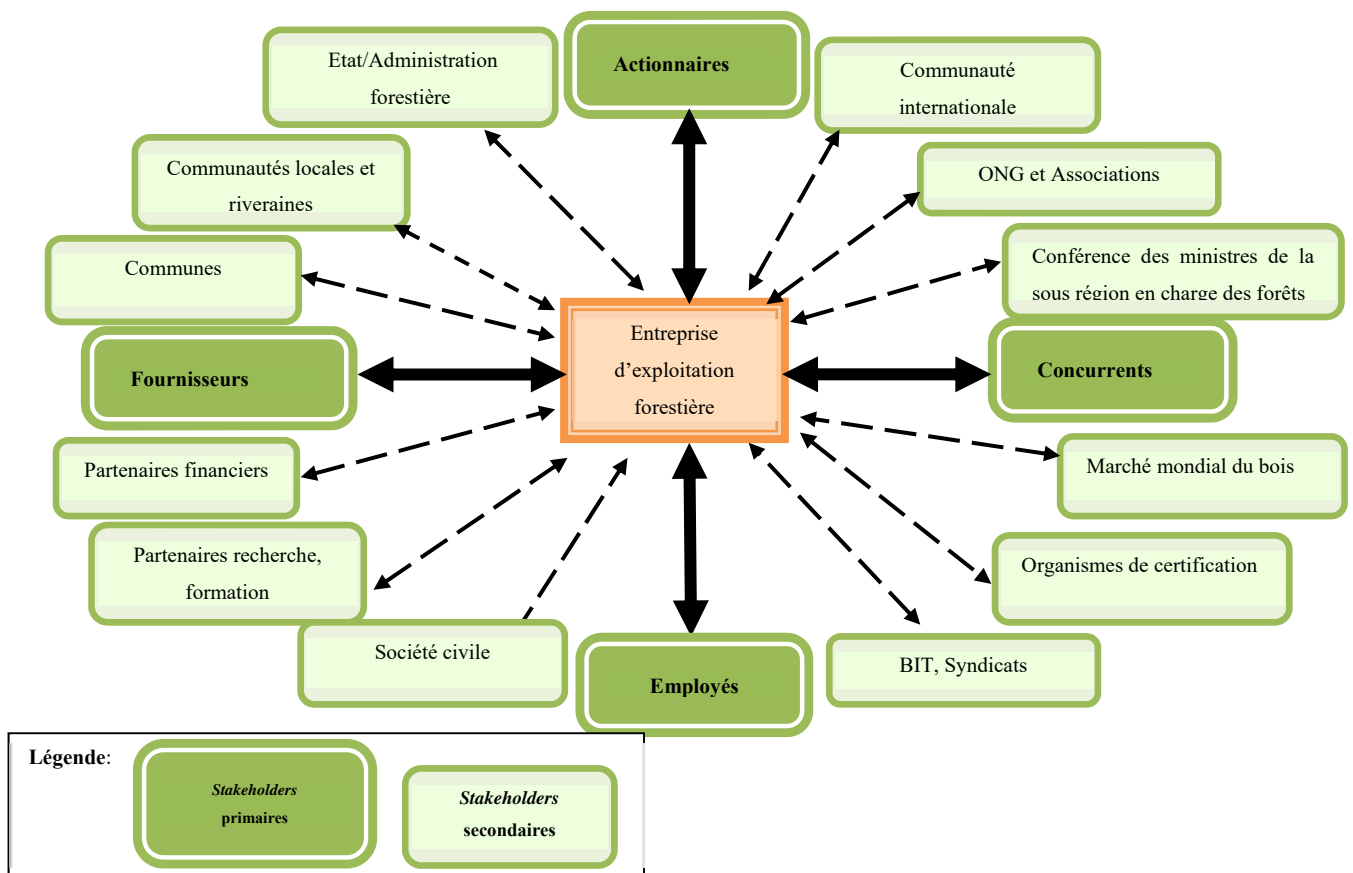 Etat/Administration
forestière
Actionnaires
Communauté
internationale
Communautés locales et
riveraines
ONG et Associations
Communes
Conférence des ministres de la
sous région en charge des forêts
Entreprise
d’exploitation
forestière
Fournisseurs
Concurrents
Partenaires financiers
Marché mondial du bois
Partenaires recherche,
formation
Organismes de certification
Société civile
Employés
BIT, Syndicats
Légende:
Stakeholders
primaires
Stakeholders
secondaires